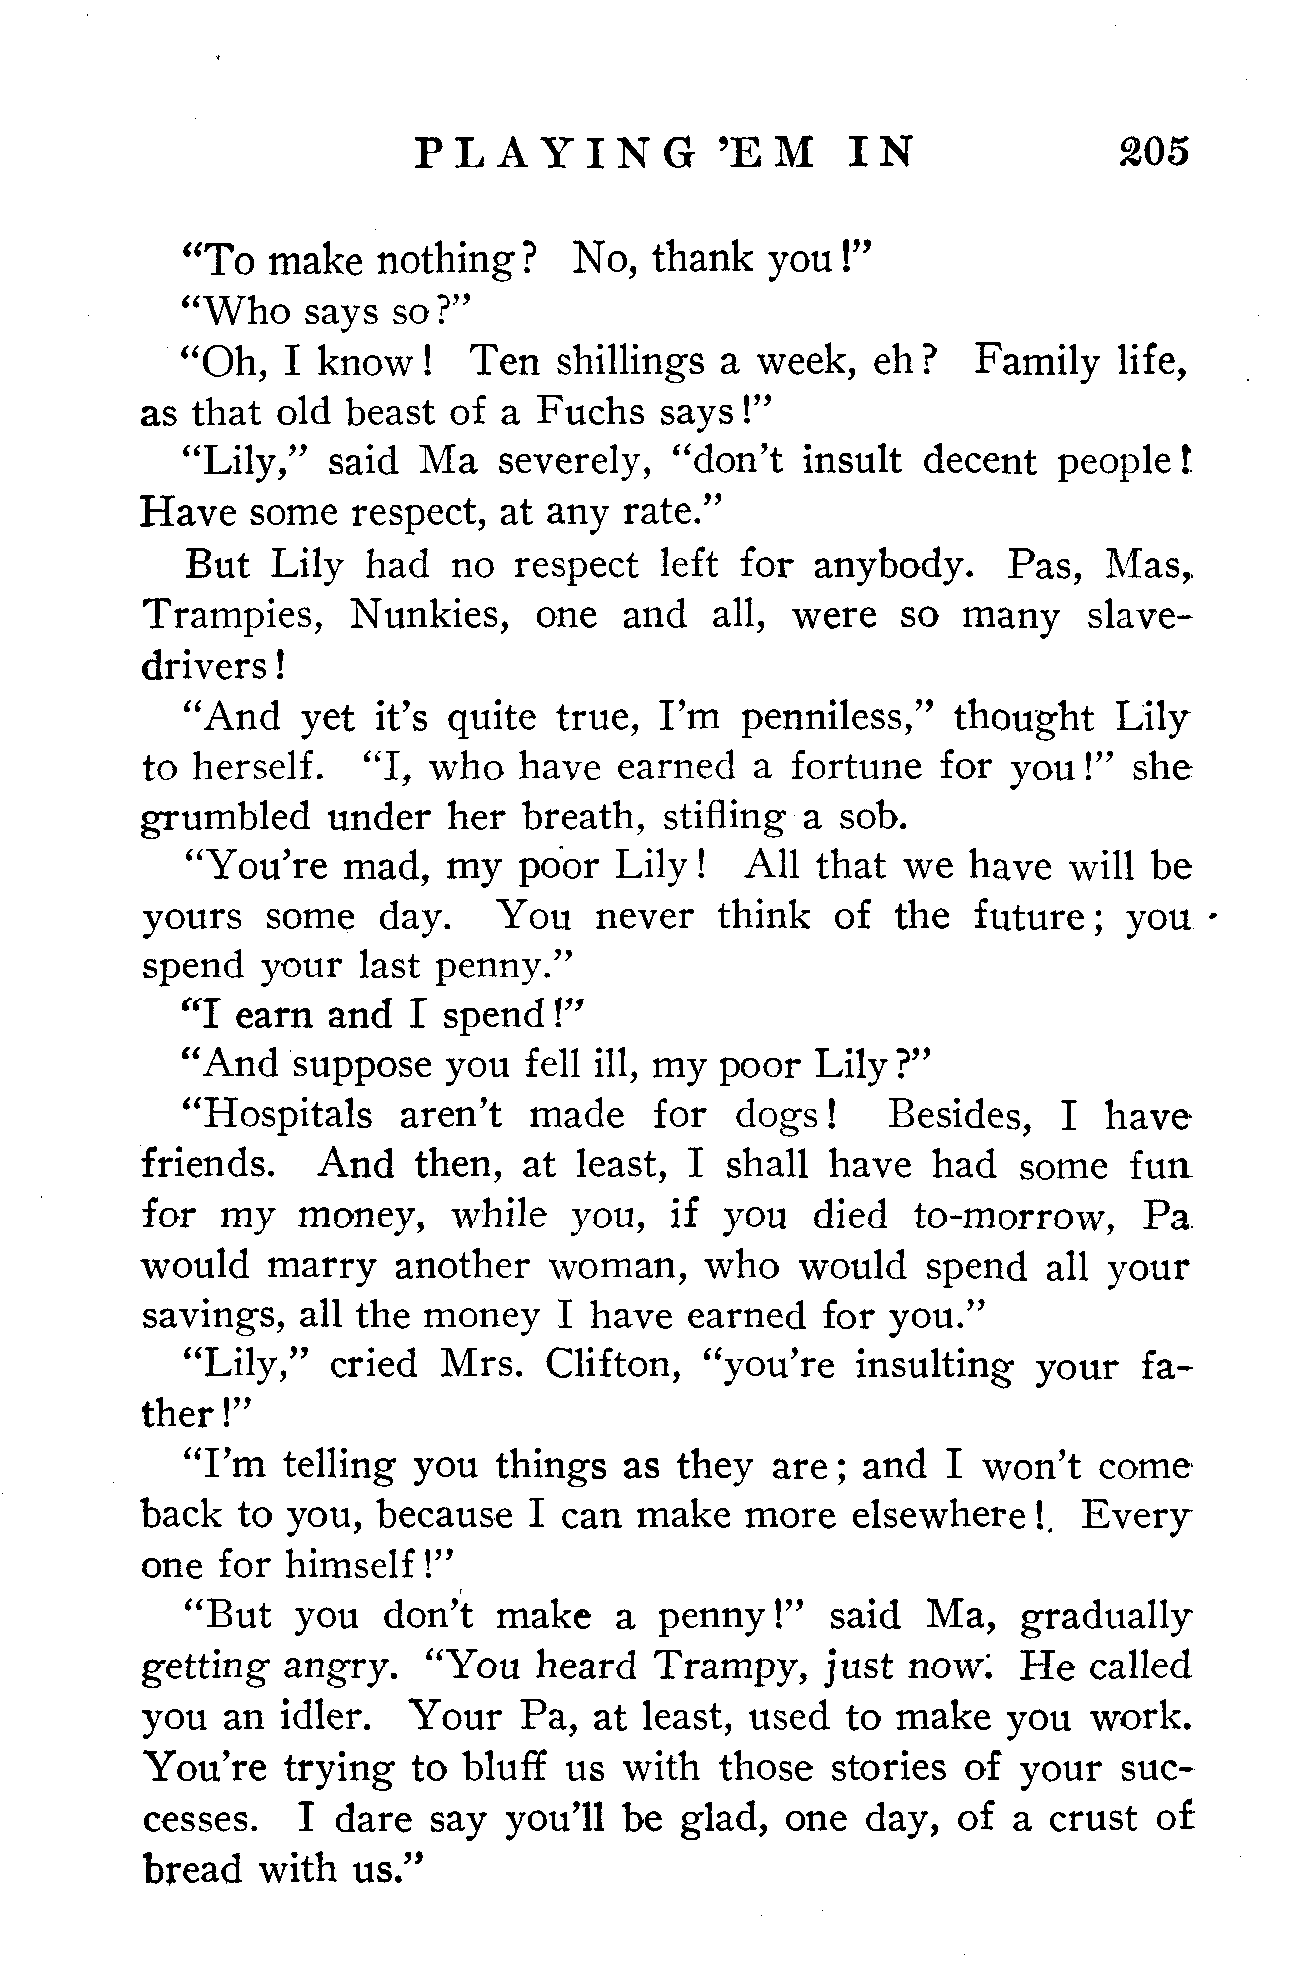 PLAYING 'EM IN 205
“To make nothing? No, thank you!”
“Who says so?”
“Oh, I know! Ten shillings a week, eh? Family life,
as that old beast of a Fuchs says!”
“Lily,” said Ma severely, “don't insult decent people!
Have some respect, at any rate.”
But Lily had no respect left for anybody. Pas, Mas,
Trampies, Nunkies, one and all, were so many slave-
drivers!
“And yet it's quite true, I'm penniless,” thought Lily
to herself. “I, who have earned a fortune for you!” she
grumbled under her breath, stifling a sob.
“You're mad, my poor Lily! All that we have will be
yours some day. You never think of the future; you
spend your last penny.”
“I earn and I spend!”
“And suppose you fell ill, my poor Lily?”
“Hospitals aren't made for dogs! Besides, I have
friends. And then, at least, I shall have had some fun
for my money, while you, if you died to-morrow, Pa
would marry another woman, who would spend all your
savings, all the money I have earned for you.”
“Lily,” cried Mrs. Clifton, “you're insulting your fa-
ther!”
“I'm telling you things as they are; and I won't come
back to you, because I can make more elsewhere! Every
one for himself!”
“But you don't make a penny!” said Ma, gradually
getting angry. “You heard Trampy, just now. He called
you an idler. Your Pa, at least, used to make you work.
You're trying to bluff us with those stories of your suc-
cesses. I dare say you'll be glad, one day, of a crust of
bread with us.”